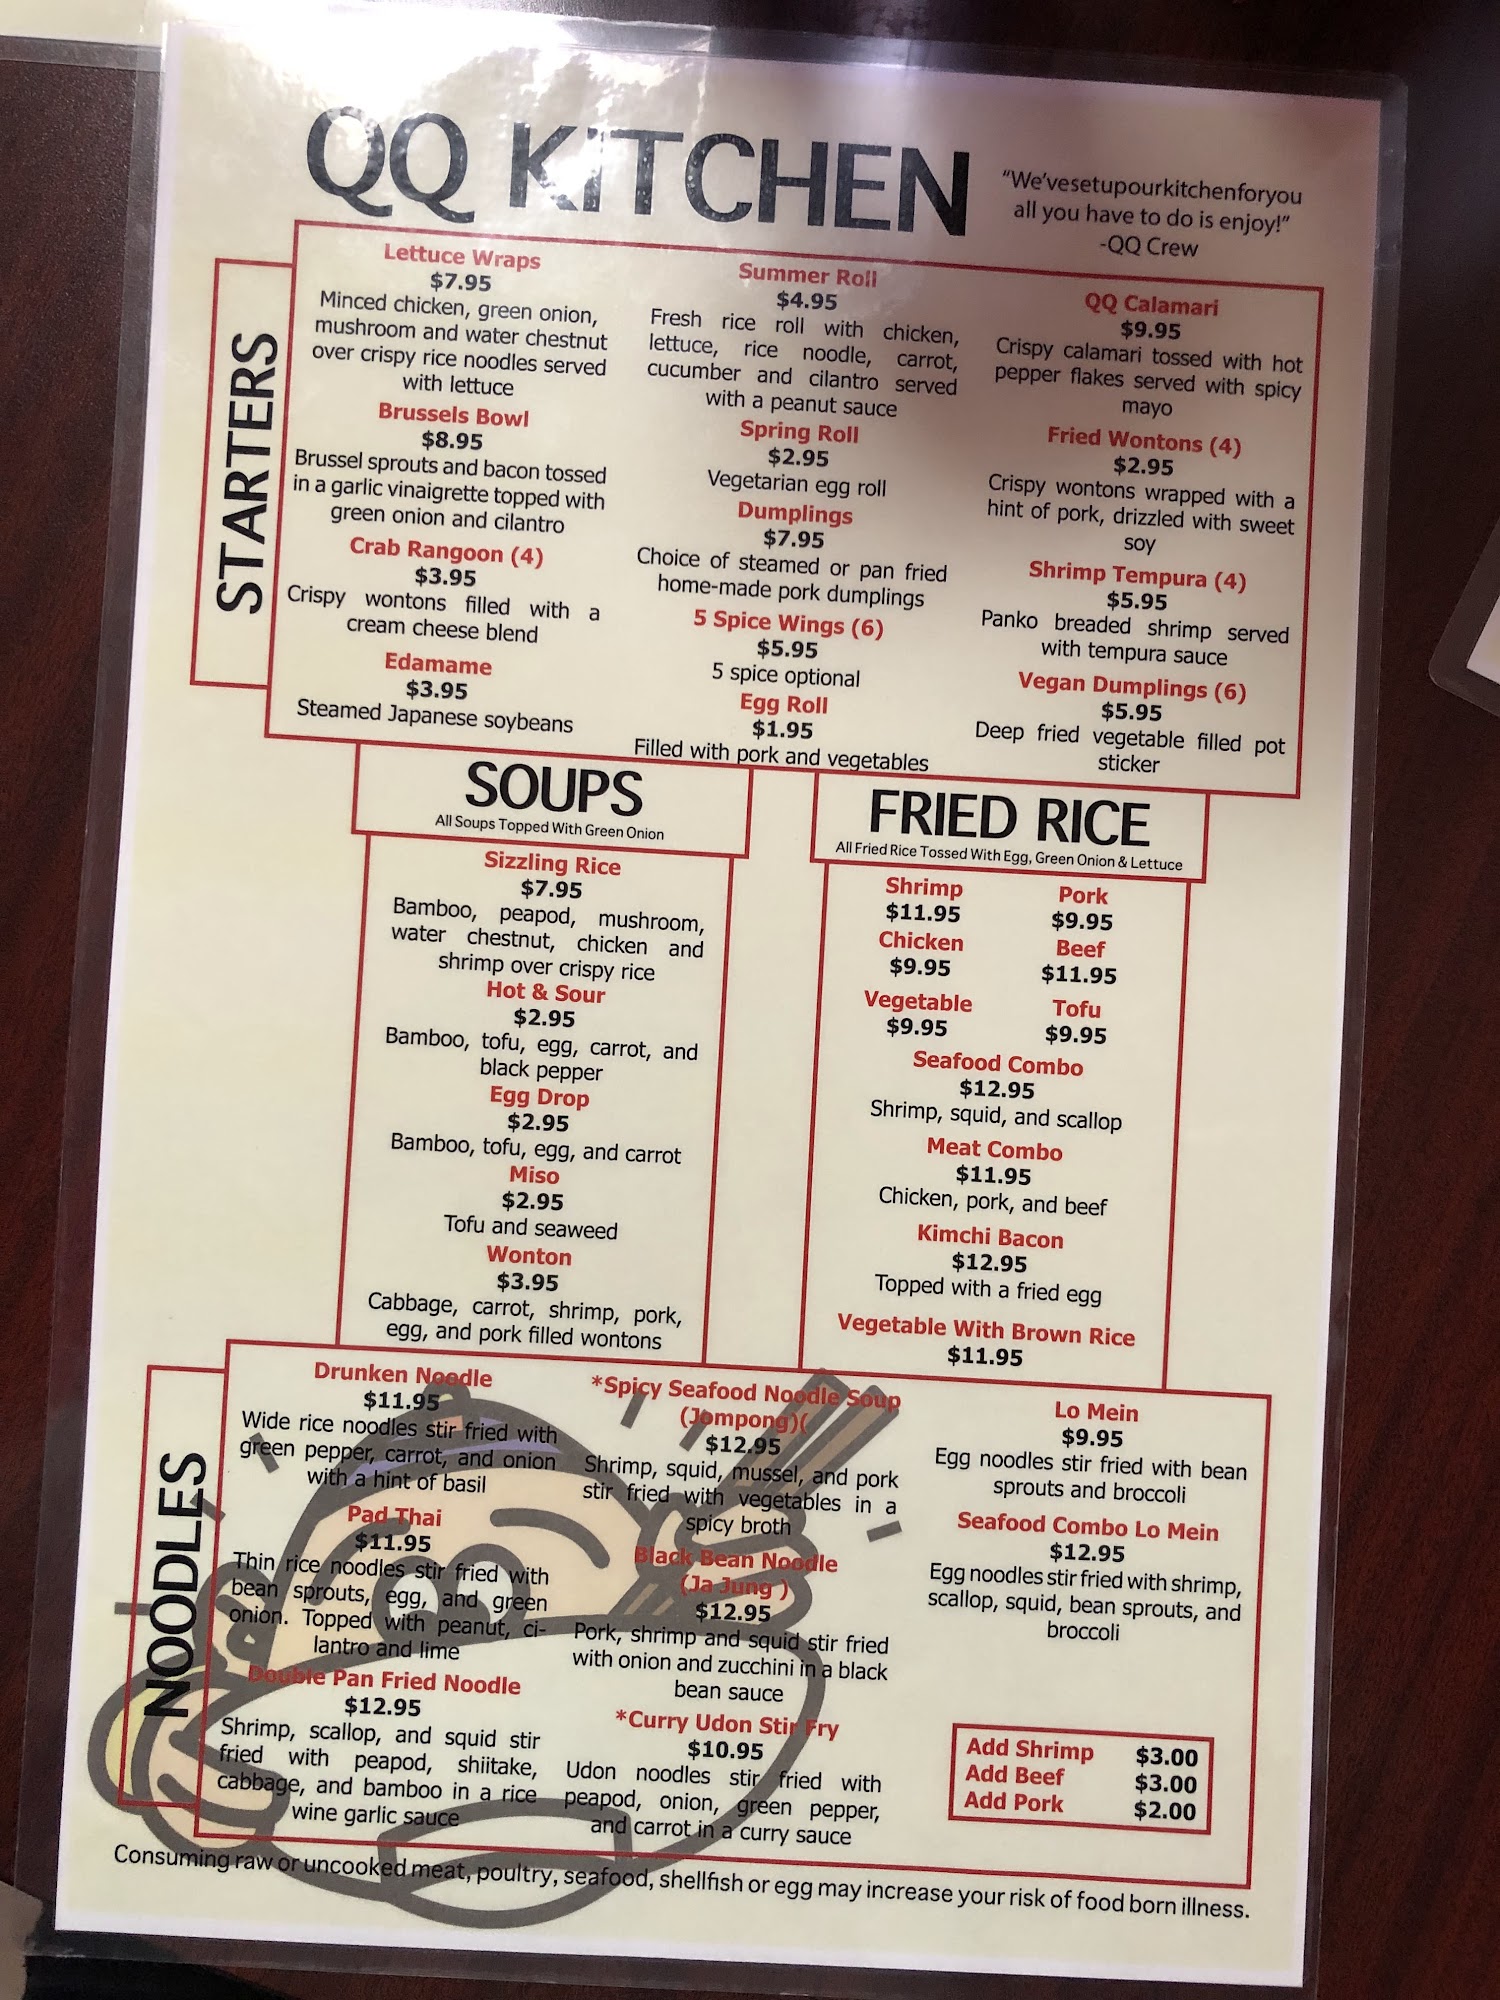 QQ KITCHEN
"We'vesetupourkitchenforyou
all you have to do is enjoy!"
-QQ Crew
STARTERS
Lettuce Wraps
$7.95
Minced chicken, green onion,
mushroom and water chestnut
over crispy rice noodles served
with lettuce
Brussels Bowl
$8.95
Brussel sprouts and bacon tossed
in a garlic vinaigrette topped with
green onion and cilantro
Crab Rangoon (4)
$3.95
Crispy wontons filled with a
cream cheese blend
Edamame
$3.95
Steamed Japanese soybeans
Summer Roll
$4.95
Fresh rice roll with chicken,
lettuce, rice noodle, carrot,
cucumber and cilantro served
with a peanut sauce
Spring Roll
$2.95
Vegetarian egg roll
Dumplings
$7.95
Choice of steamed or pan fried
home-made pork dumplings
5 Spice Wings (6)
$5.95
5 spice optional
Egg Roll
$1.95
Filled with pork and vegetables
QQ Calamari
$9.95
Crispy calamari tossed with hot
pepper flakes served with spicy
mayo
Fried Wontons (4)
$2.95
Crispy wontons wrapped with a
hint of pork, drizzled with sweet
soy
Shrimp Tempura (4)
$5.95
Panko breaded shrimp served
with tempura sauce
Vegan Dumplings (6)
$5.95
Deep fried vegetable filled pot
sticker
SOUPS
All Soups Topped With Green Onion
Sizzling Rice
$7.95
Bamboo, peapod, mushroom,
water chestnut, chicken and
shrimp over crispy rice
Hot & Sour
$2.95
Bamboo, tofu, egg, carrot, and
black pepper
Egg Drop
$2.95
Bamboo, tofu, egg, and carrot
Miso
$2.95
Tofu and seaweed
Wonton
$3.95
Cabbage, carrot, shrimp, pork,
egg, and pork filled wontons
FRIED RICE
All Fried Rice Tossed With Egg, Green Onion & Lettuce
Shrimp Pork
$11.95 $9.95
Chicken Beef
$9.95 $11.95
Vegetable Tofu
$9.95 $9.95
Seafood Combo
$12.95
Shrimp, squid, and scallop
Meat Combo
$11.95
Chicken, pork, and beef
Kimchi Bacon
$12.95
Topped with a fried egg
Vegetable With Brown Rice
$11.95
NOODLES
Drunken Noodle
$11.95
Wide rice noodles stir fried with
green pepper, carrot, and onion
with a hint of basil
Pad Thai
$11.95
Thin rice noodles stir fried with
bean sprouts, egg, and green
onion. Topped with peanut, ci-
lantro and lime
Double Pan Fried Noodle
$12.95
Shrimp, scallop, and squid stir
fried with peapod, shiitake,
cabbage, and bamboo in a rice
wine garlic sauce
*Spicy Seafood Noodle Soup
(Jompong)(
$12.95
Shrimp, squid, mussel, and pork
stir fried with vegetables in a
spicy broth
Black Bean Noodle
(Ja Jung )
$12.95
Pork, shrimp and squid stir fried
with onion and zucchini in a black
bean sauce
*Curry Udon Stir Fry
$10.95
Udon noodles stir fried with
peapod, onion, green pepper,
and carrot in a curry sauce
Lo Mein
$9.95
Egg noodles stir fried with bean
sprouts and broccoli
Seafood Combo Lo Mein
$12.95
Egg noodles stir fried with shrimp,
scallop, squid, bean sprouts, and
broccoli
Add Shrimp $3.00
Add Beef $3.00
Add Pork $2.00
Consuming raw or uncooked meat, poultry, seafood, shellfish or egg may increase your risk of food born illness.